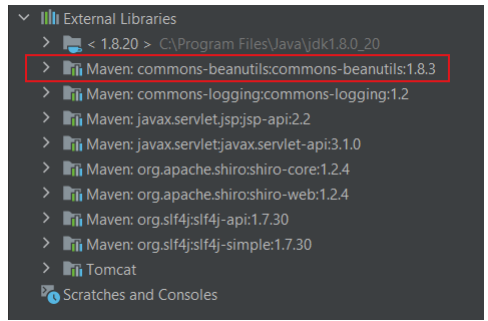 External Libraries
< 1.8.20 > C:\Program Files\Java\jdk1.8.0_20
Maven: commons-beanutils:commons-beanutils:1.8.3
Maven: commons-logging:commons-logging:1.2
Maven: javax.servlet.jsp:jsp-api:2.2
Maven: javax.servlet:javax.servlet-api:3.1.0
Maven: org.apache.shiro:shiro-core:1.2.4
Maven: org.apache.shiro:shiro-web:1.2.4
Maven: org.slf4j:slf4j-api:1.7.30
Maven: org.slf4j:slf4j-simple:1.7.30
Tomcat
Scratches and Consoles